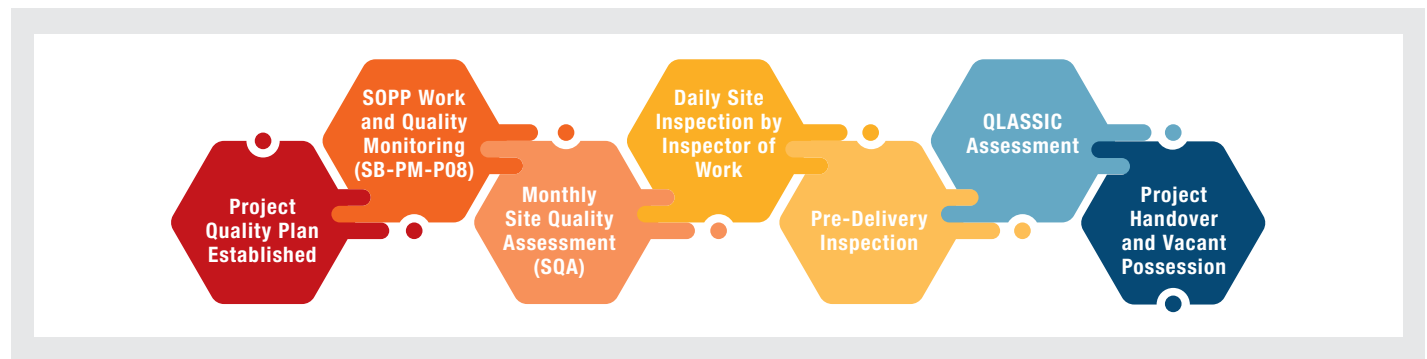 Project
Quality Plan
Established
SOPP Work
and Quality
Monitoring
(SB-PM-P08)
Monthly
Site Quality
Assessment
(SQA)
Daily Site
Inspection by
Inspector of
Work
Pre-Delivery
Inspection
QLASSIC
Assessment
Project
Handover
and Vacant
Possession